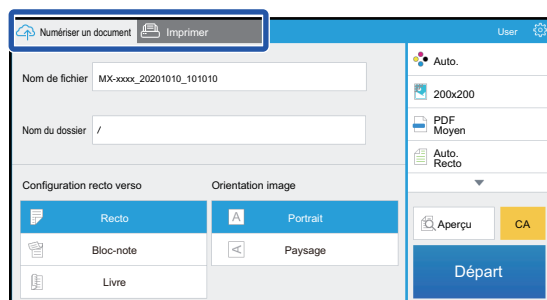 Numériser un document Imprimer User
Nom de fichier MX-xxxx_20201010_101010
Nom du dossier /
Configuration recto verso Orientation image
Recto A Portrait
Bloc-note A Paysage
Livre
Auto.
200x200
PDF
Moyen
Auto.
Recto
Aperçu CA
Départ